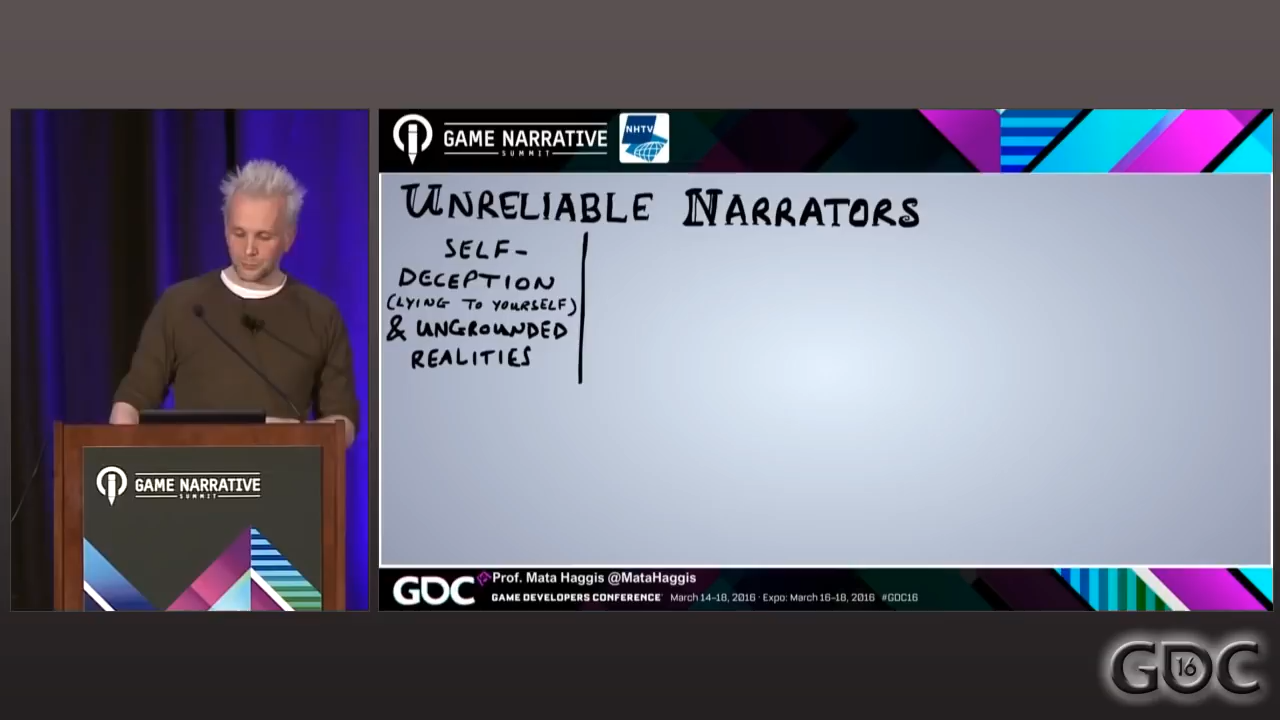 GAME NARRATIVE
SUMMIT
NHTV
UNRELIABLE NARRATORS
SELF-
DECEPTION
(LYING TO YOURSELF)
& UNGROUNDED
REALITIES
GAME NARRATIVE
SUMMIT
GDC
Prof. Mata Haggis @MataHaggis
GAME DEVELOPERS CONFERENCE March 14-18, 2016 · Expo: March 16-18, 2016 #GDC16
GDC
16